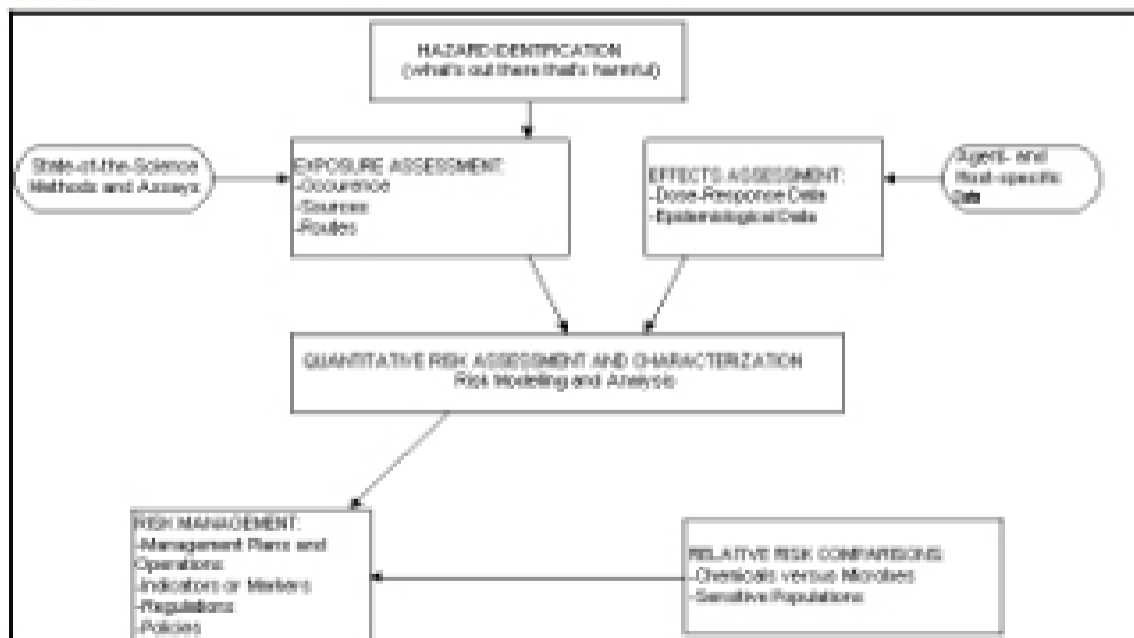 HAZARD IDENTIFICATION
(what's out there that's harmful)
State-of-the-Science
Methods and Assays
EXPOSURE ASSESSMENT:
-Occurence
-Sources
-Routes
EFFECTS ASSESSMENT:
-Dose-Response Data
-Epidemiological Data
Agent- and
Host-specific
Data
QUANTITATIVE RISK ASSESSMENT AND CHARACTERIZATION
Risk Modeling and Analysis
RISK MANAGEMENT:
-Management Plans and
Operations
-Indicators or Markers
-Regulations
-Policies
RELATIVE RISK COMPARISONS:
-Chemicals versus Microbes
-Sensitive Populations